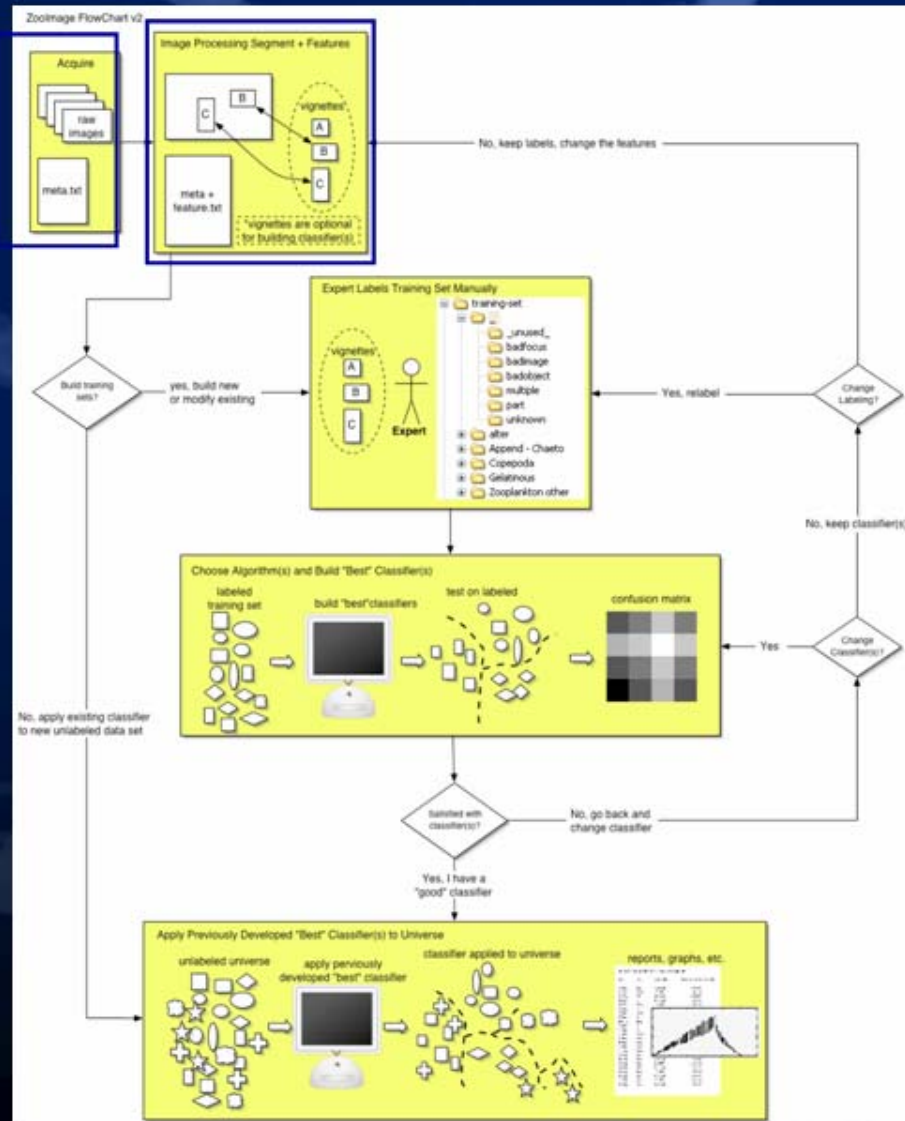 ZooImage FlowChart v2
Acquire
raw
images
meta.txt
Image Processing Segment + Features
B
C
"vignettes"
A
B
C
meta +
feature.txt
"vignettes are optional
for building classifier(s)
No, keep labels, change the features
Expert Labels Training Set Manually
"vignettes"
A
B
C
Expert
training-set
_
_unused_
badfocus
badimage
badobject
multiple
part
unknown
alter
Append - Chaeto
Copepoda
Gelatinous
Zooplankton other
Build training
sets?
yes, build new
or modify existing
Yes, relabel
Change
Labeling?
No, keep classifier(s)
Choose Algorithm(s) and Build "Best" Classifier(s)
labeled
training set
build "best"classifiers
test on labeled
confusion matrix
Yes
Change
Classifier(s)?
No, apply existing classifier
to new unlabeled data set
Satisfied with
classifier(s)?
No, go back and
change classifier
Yes, I have a
"good" classifier
Apply Previously Developed "Best" Classifier(s) to Universe
unlabeled universe
apply perviously
developed "best" classifier
classifier applied to universe
reports, graphs, etc.